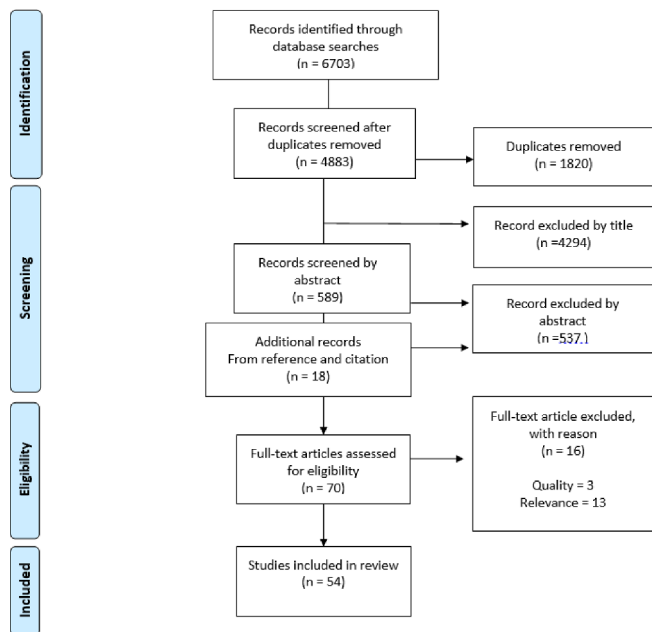 Identification
Records identified through
database searches
(n = 6703)
Records screened after
duplicates removed
(n = 4883)
Duplicates removed
(n = 1820)
Screening
Record excluded by title
(n =4294)
Records screened by
abstract
(n = 589)
Record excluded by
abstract
(n =537 )
Additional records
From reference and citation
(n = 18)
Eligibility
Full-text articles assessed
for eligibility
(n = 70)
Full-text article excluded,
with reason
(n = 16)
Quality = 3
Relevance = 13
Included
Studies included in review
(n = 54)